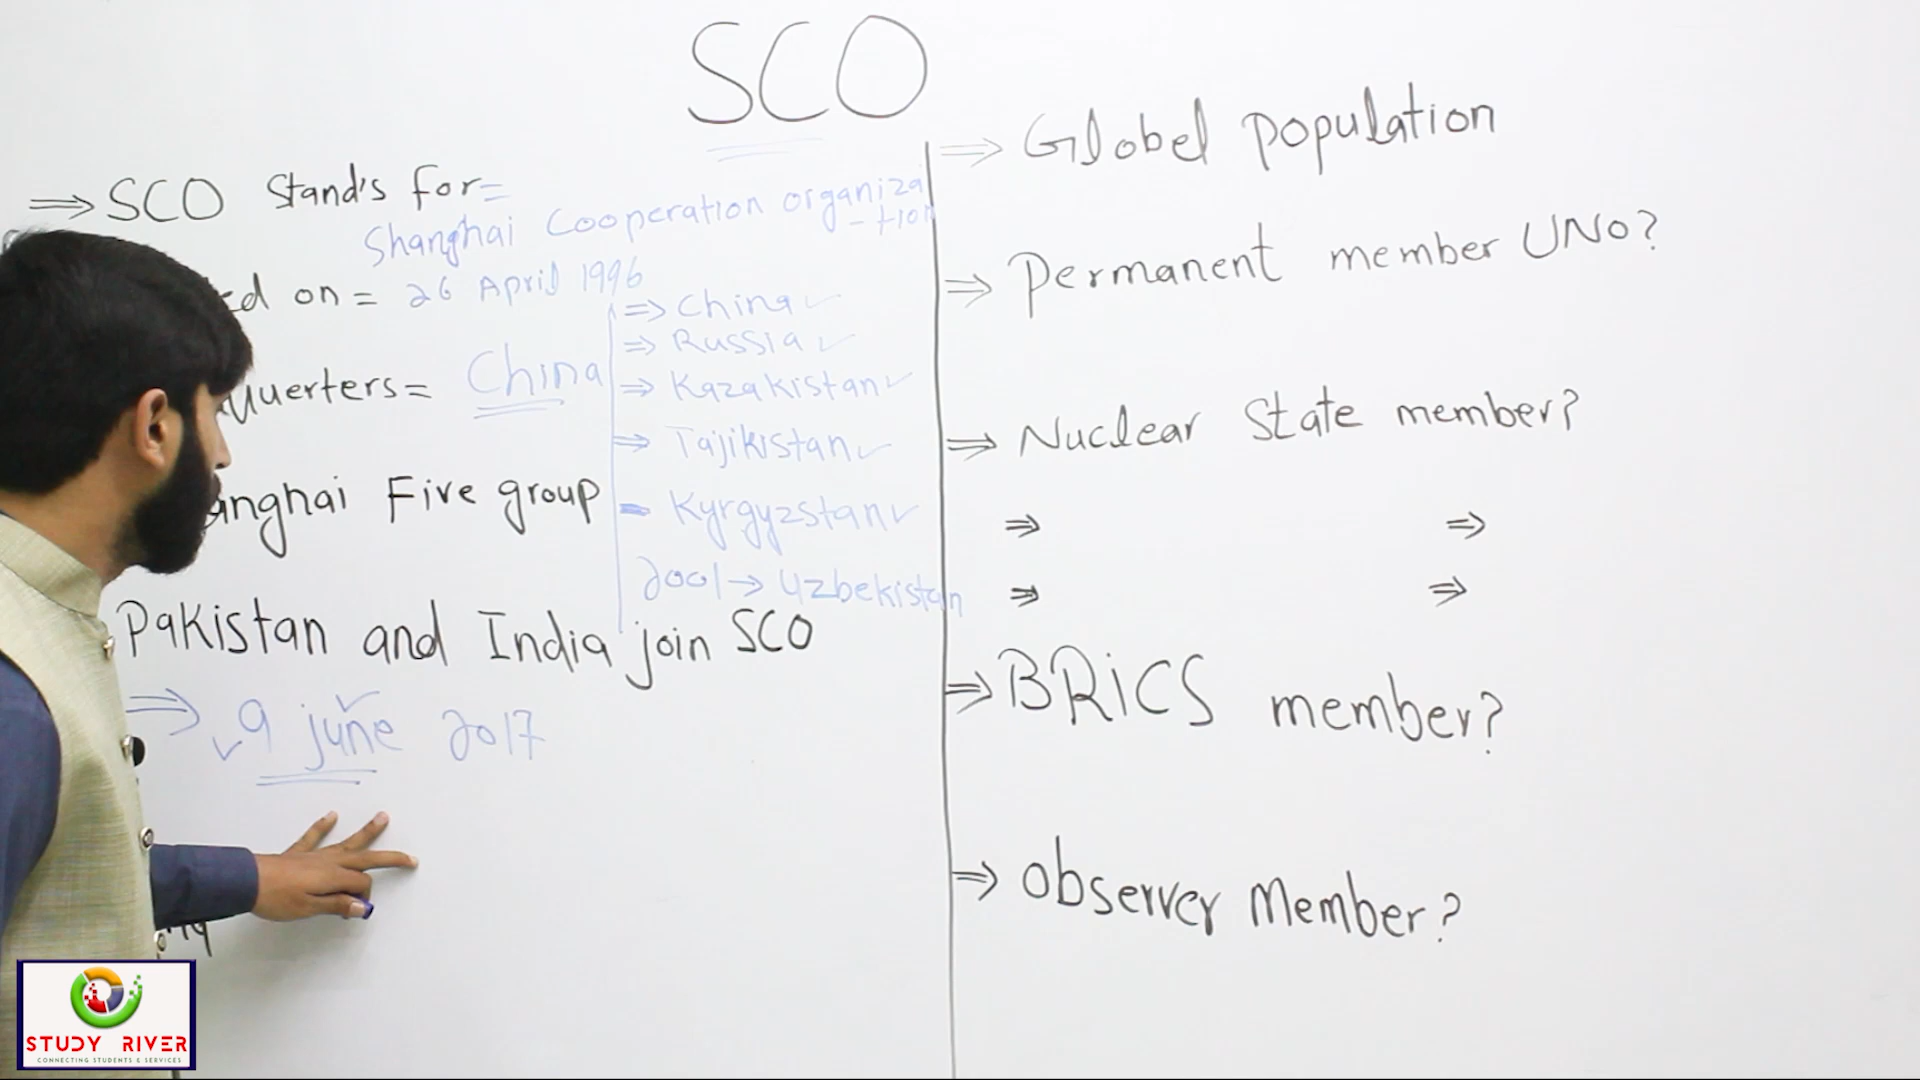 SCO
⇒ SCO Stand's for=
Shanghai Cooperation organiza
-tion
ed on = 26 April 1996
uerters= China
anghai Five group
⇒ China ✓
⇒ Russia ✓
⇒ Kazakistan ✓
⇒ Tajikistan ✓
Kyrgyzstan ✓
2001 → Uzbekistan
Pakistan and India join SCO
⇒ 9 june 2017
⇒ Globel population
⇒ Permanent member UNO?
⇒ Nuclear State member?
⇒ ⇒
⇒ ⇒
⇒ BRiCS member?
⇒ Observer Member?
STUDY RIVER
CONNECTING STUDENTS & SERVICES